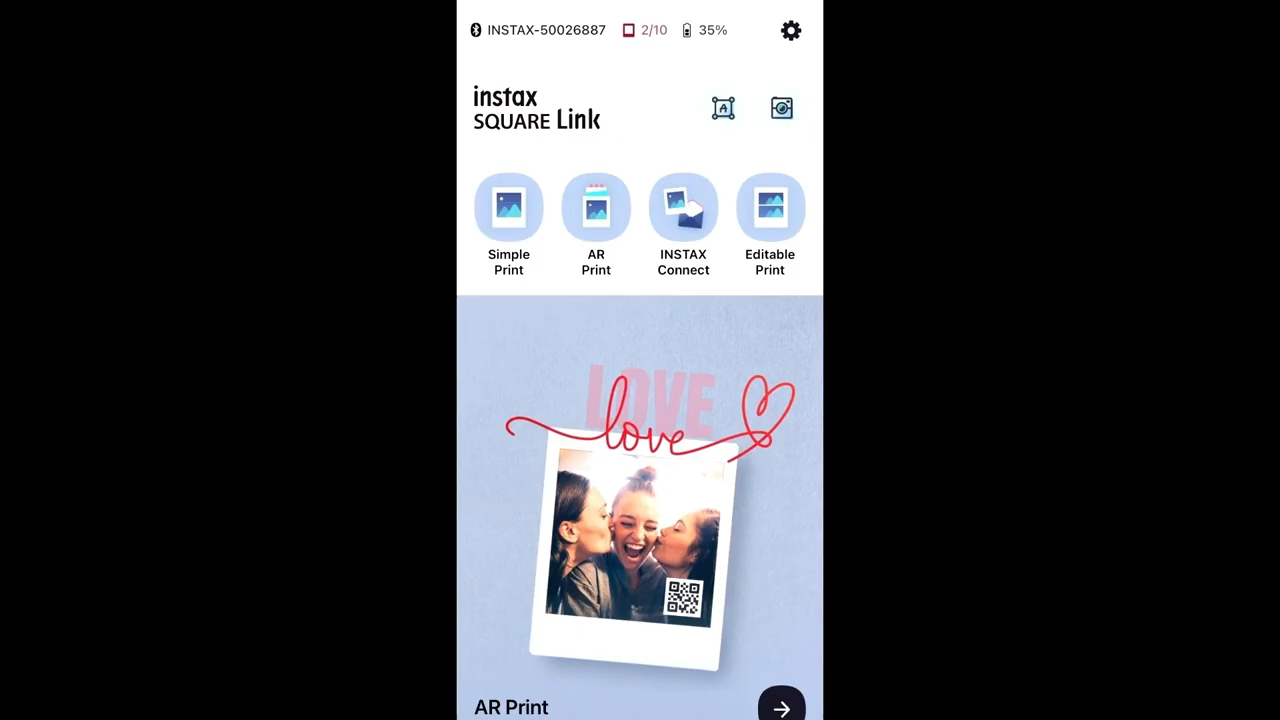 INSTAX-50026887 2/10 35%
instax
SQUARE Link
A
Simple
Print
AR
Print
INSTAX
Connect
Editable
Print
LOVE
love
AR Print